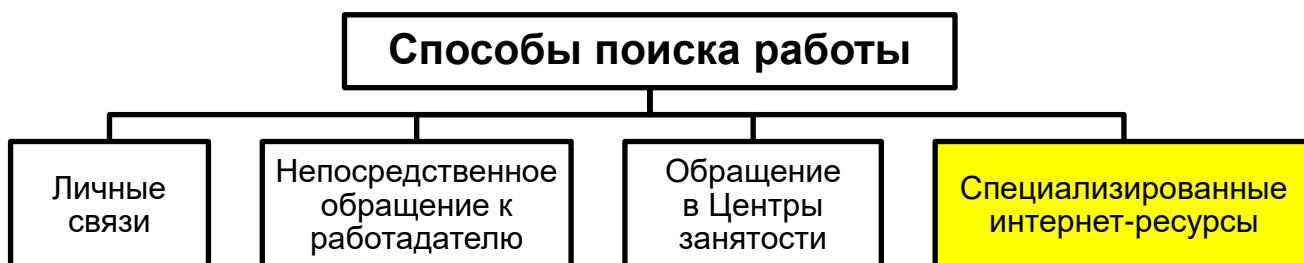 Способы поиска работы
Личные
связи
Непосредственное
обращение к
работадателю
Обращение
в Центры
занятости
Специализированные
интернет-ресурсы